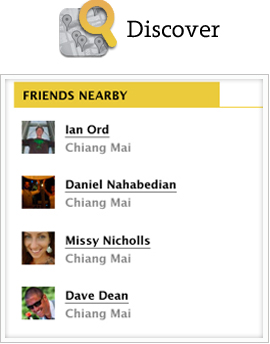 Discover
FRIENDS NEARBY
Ian Ord
Chiang Mai
Daniel Nahabedian
Chiang Mai
Missy Nicholls
Chiang Mai
Dave Dean
Chiang Mai